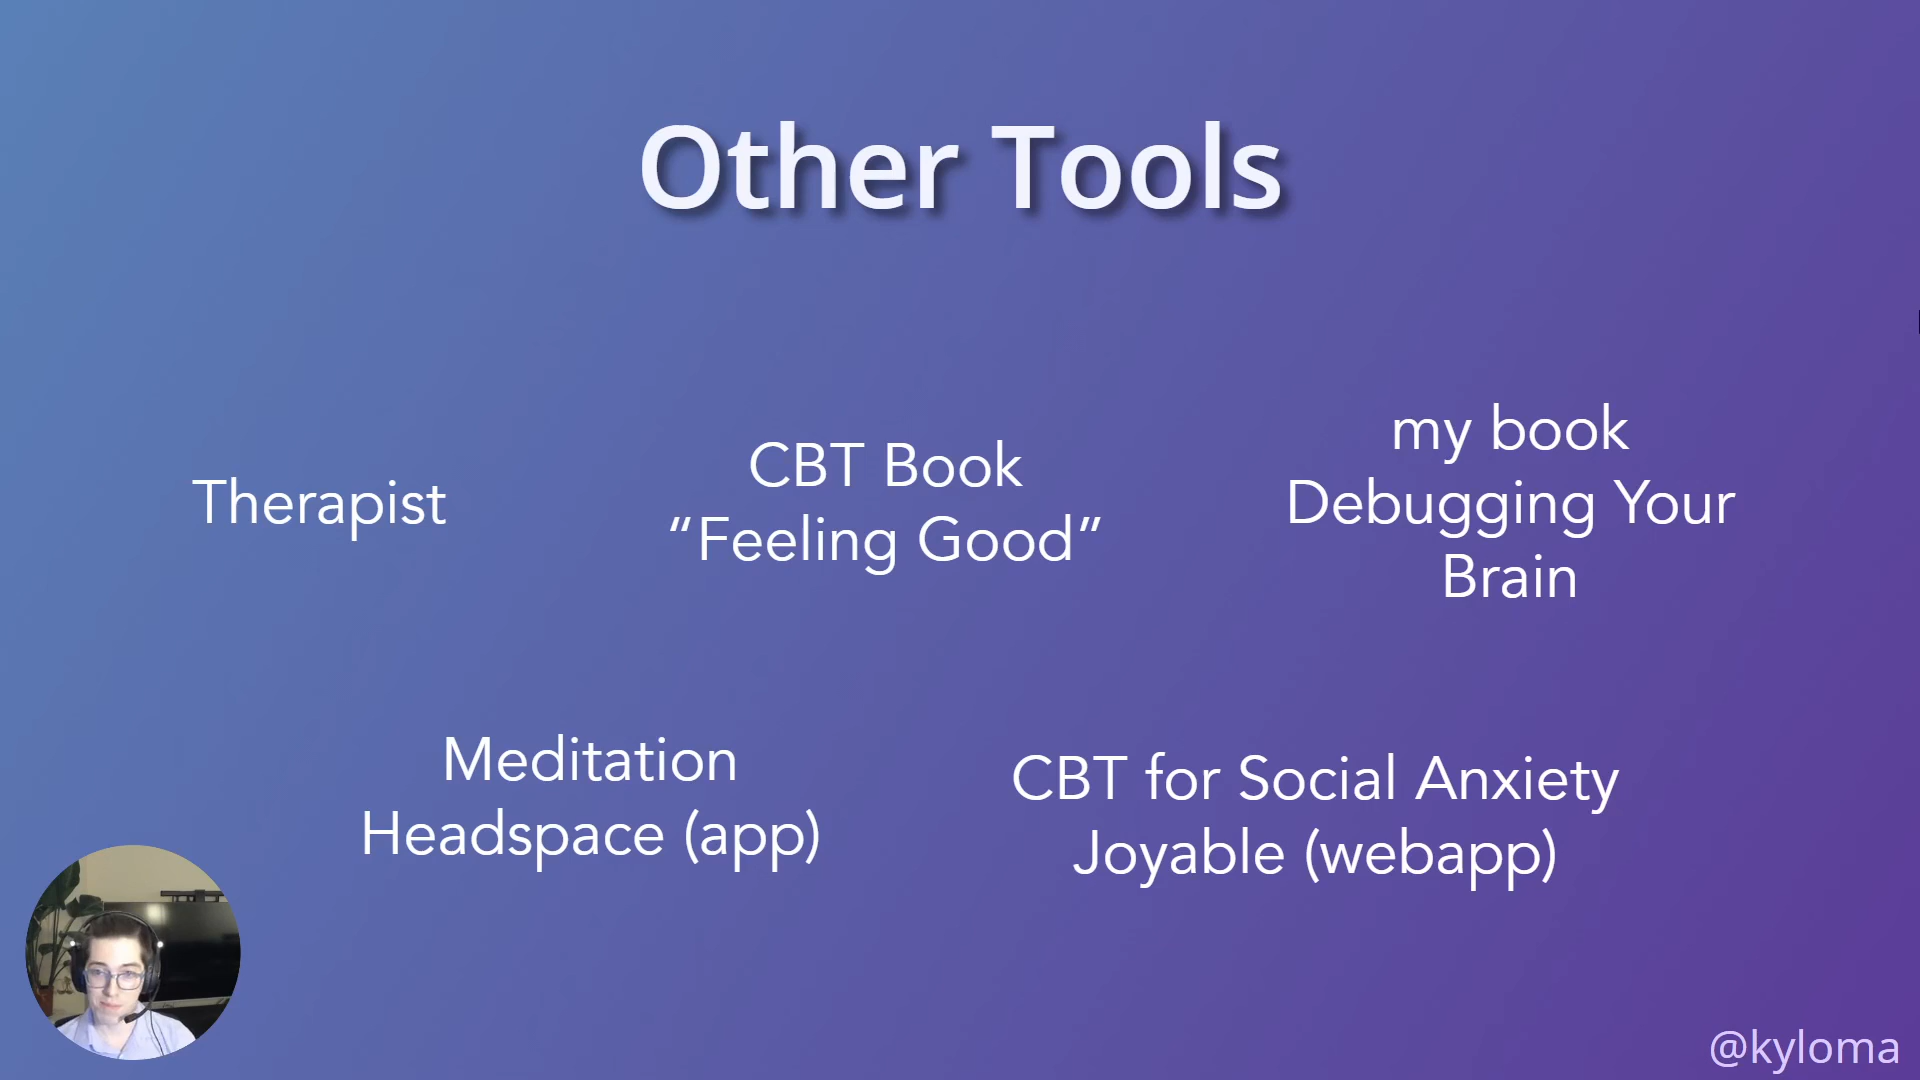 Other Tools
Therapist
CBT Book
“Feeling Good”
my book
Debugging Your
Brain
Meditation
Headspace (app)
CBT for Social Anxiety
Joyable (webapp)
@kyloma